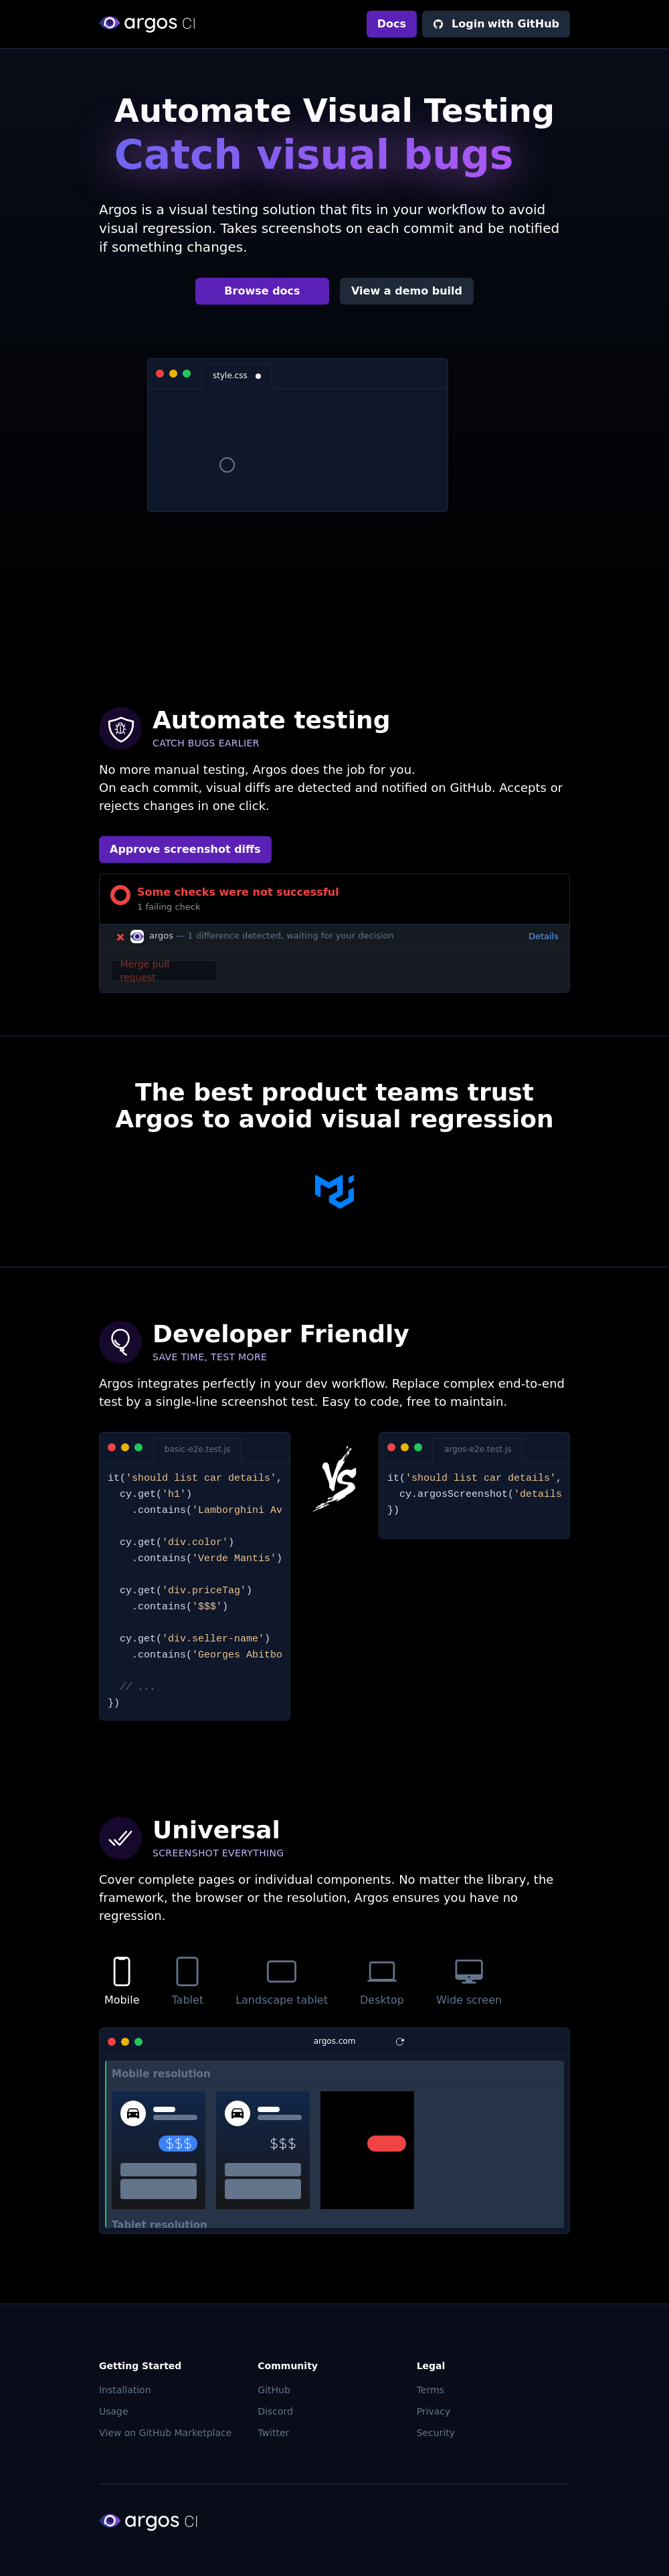 argos CI
Docs
Login with GitHub
Automate Visual Testing
Catch visual bugs
Argos is a visual testing solution that fits in your workflow to avoid
visual regression. Takes screenshots on each commit and be notified
if something changes.
Browse docs
View a demo build
style.css
Automate testing
CATCH BUGS EARLIER
No more manual testing, Argos does the job for you.
On each commit, visual diffs are detected and notified on GitHub. Accepts or
rejects changes in one click.
Approve screenshot diffs
Some checks were not successful
1 failing check
argos — 1 difference detected, waiting for your decision
Details
Merge pull
request
The best product teams trust
Argos to avoid visual regression
Developer Friendly
SAVE TIME, TEST MORE
Argos integrates perfectly in your dev workflow. Replace complex end-to-end
test by a single-line screenshot test. Easy to code, free to maintain.
basic-e2e.test.js
it('should list car details',
cy.get('h1')
.contains('Lamborghini Av
cy.get('div.color')
.contains('Verde Mantis')
cy.get('div.priceTag')
.contains('$$$')
cy.get('div.seller-name')
.contains('Georges Abitbo
// ...
})
VS
argos-e2e.test.js
it('should list car details',
cy.argosScreenshot('details
})
Universal
SCREENSHOT EVERYTHING
Cover complete pages or individual components. No matter the library, the
framework, the browser or the resolution, Argos ensures you have no
regression.
Mobile
Tablet
Landscape tablet
Desktop
Wide screen
argos.com
Mobile resolution
$$$
$$$
Tablet resolution
Getting Started
Installation
Usage
View on GitHub Marketplace
Community
GitHub
Discord
Twitter
Legal
Terms
Privacy
Security
argos CI